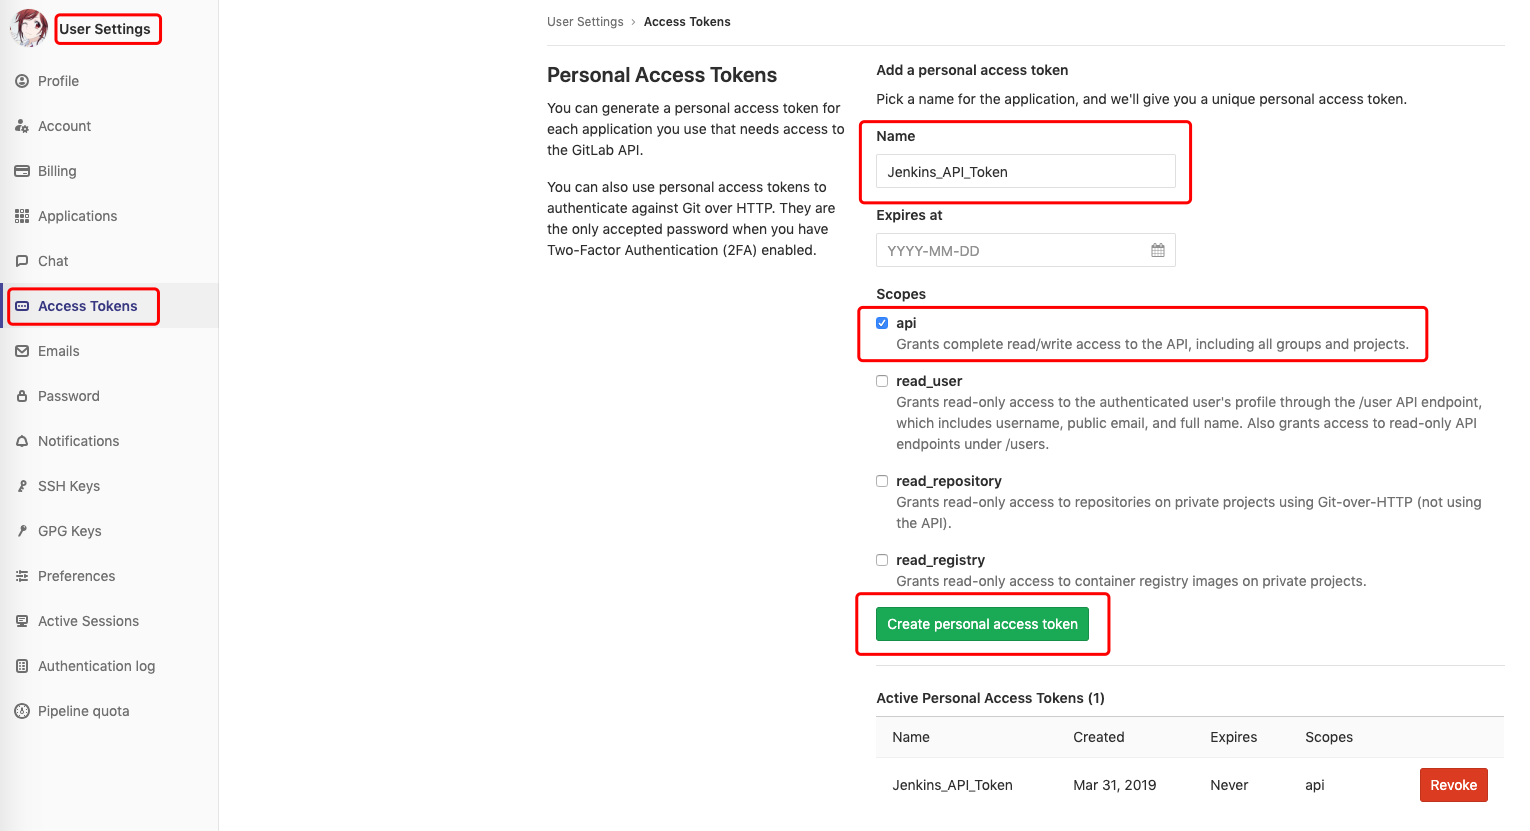 User Settings
Profile
Account
Billing
Applications
Chat
Access Tokens
Emails
Password
Notifications
SSH Keys
GPG Keys
Preferences
Active Sessions
Authentication log
Pipeline quota
User Settings › Access Tokens
Personal Access Tokens
You can generate a personal access token for
each application you use that needs access to
the GitLab API.
You can also use personal access tokens to
authenticate against Git over HTTP. They are
the only accepted password when you have
Two-Factor Authentication (2FA) enabled.
Add a personal access token
Pick a name for the application, and we'll give you a unique personal access token.
Name
Jenkins_API_Token
Expires at
YYYY-MM-DD
Scopes
api
Grants complete read/write access to the API, including all groups and projects.
read_user
Grants read-only access to the authenticated user's profile through the /user API endpoint,
which includes username, public email, and full name. Also grants access to read-only API
endpoints under /users.
read_repository
Grants read-only access to repositories on private projects using Git-over-HTTP (not using
the API).
read_registry
Grants read-only access to container registry images on private projects.
Create personal access token
Active Personal Access Tokens (1)
Name Created Expires Scopes
Jenkins_API_Token Mar 31, 2019 Never api Revoke